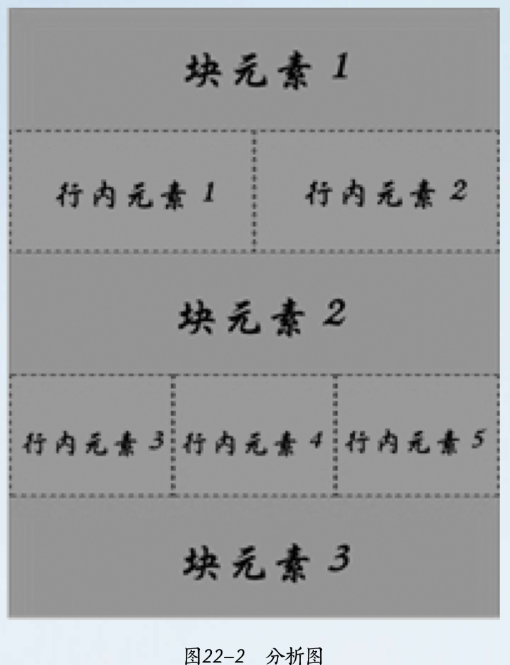 块元素 1
行内元素 1 行内元素 2
块元素 2
行内元素 3 行内元素 4 行内元素 5
块元素 3
图22-2 分析图